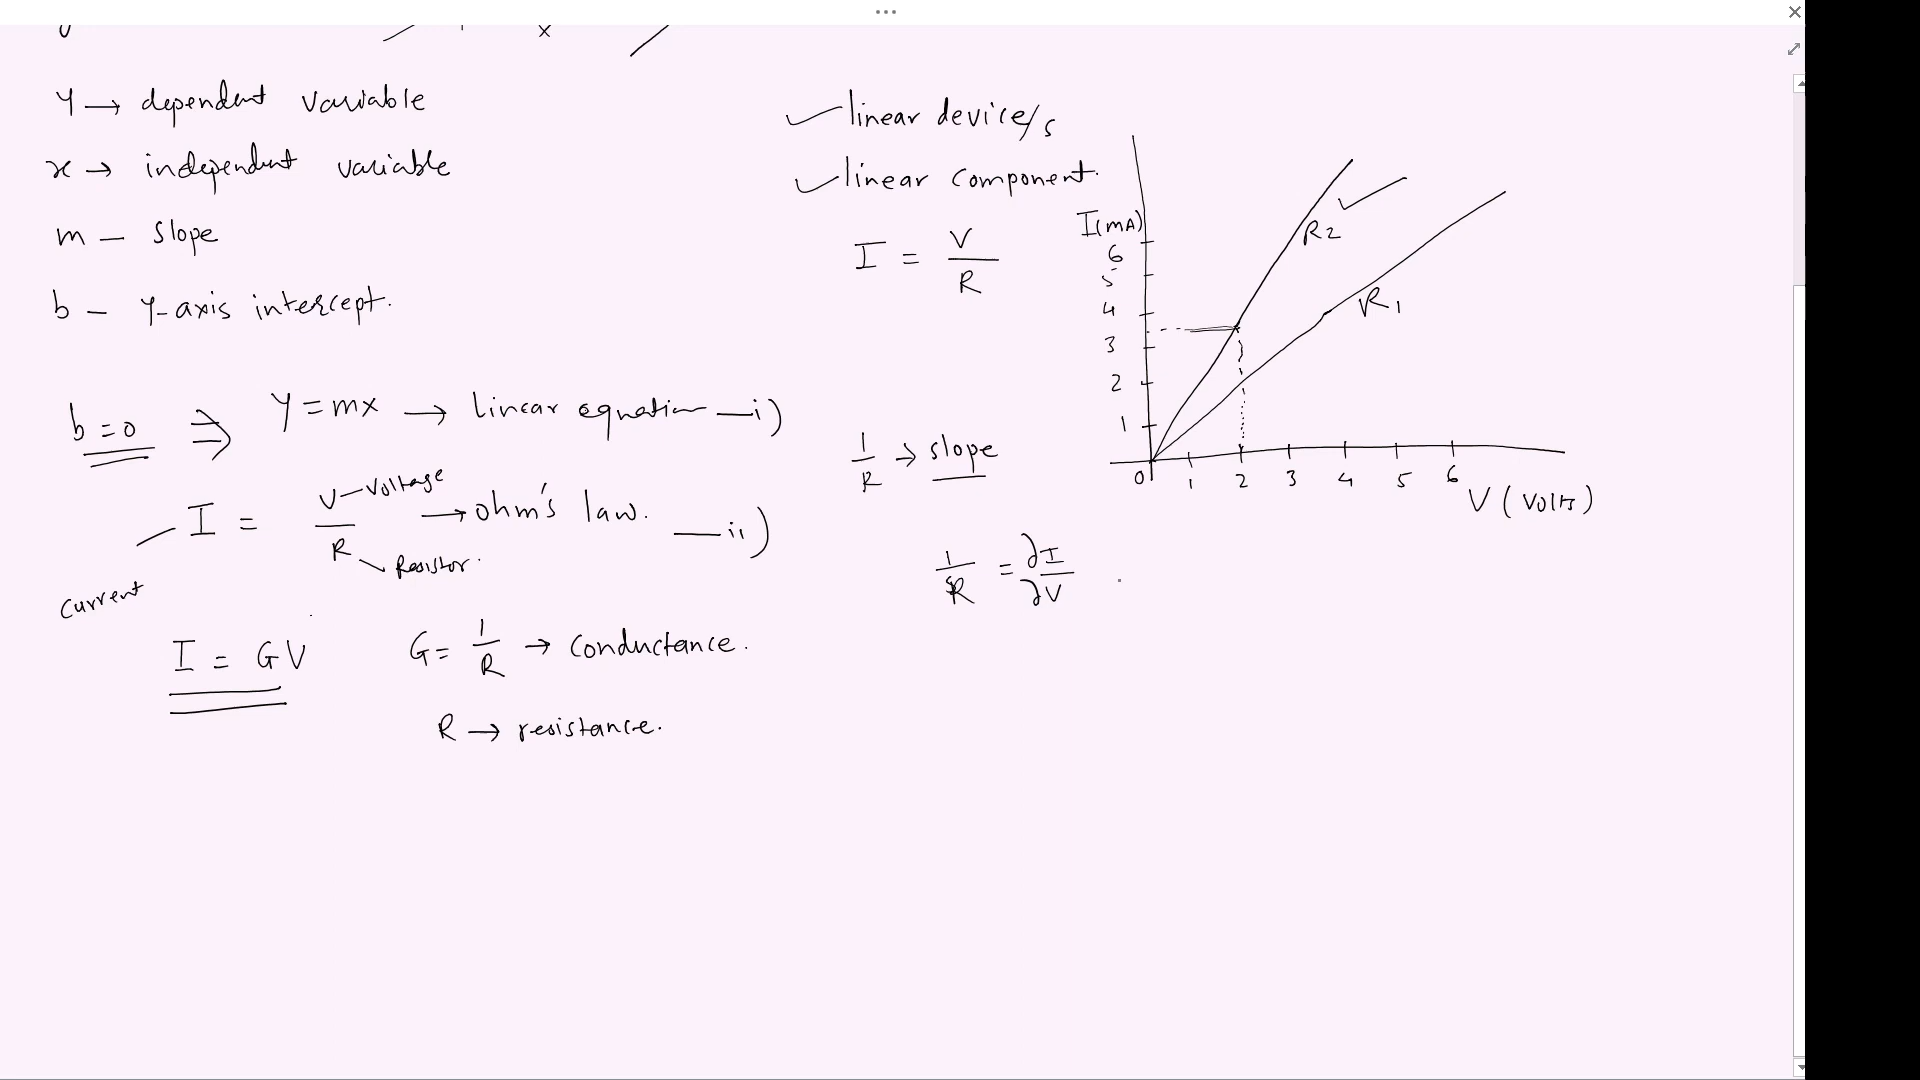 y → dependent variable
x → independent variable
m – slope
b – y-axis intercept.
b = 0 ⇒ y = mx → linear equation — i)
I = V/R → ohm's law. — ii)
V – Voltage
R – Resistor.
Current
I = GV
G = 1/R → Conductance.
R → resistance.
✓ linear device/s
✓ linear component.
I = V/R
1/R → slope
1/R = ∂I/∂V
I(mA)
6
5
4
3
2
1
0 1 2 3 4 5 6
V (Volts)
R2 ✓
R1